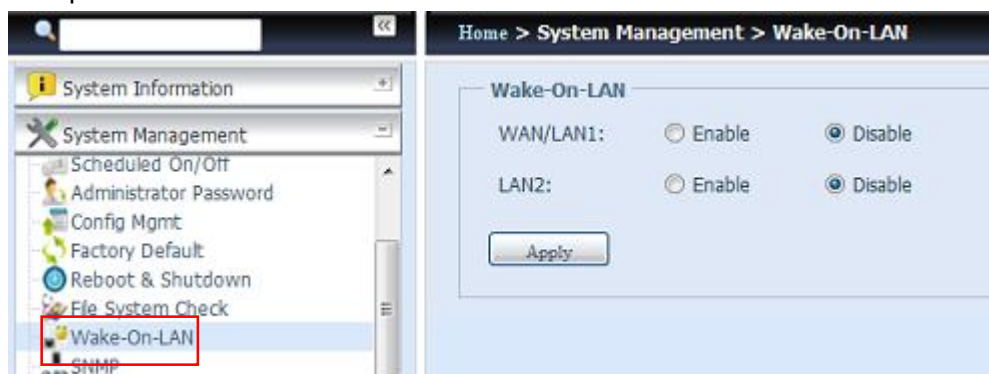 Home > System Management > Wake-On-LAN
System Information
System Management
Scheduled On/Off
Administrator Password
Config Mgmt
Factory Default
Reboot & Shutdown
File System Check
Wake-On-LAN
SNMP
Wake-On-LAN
WAN/LAN1: Enable Disable
LAN2: Enable Disable
Apply